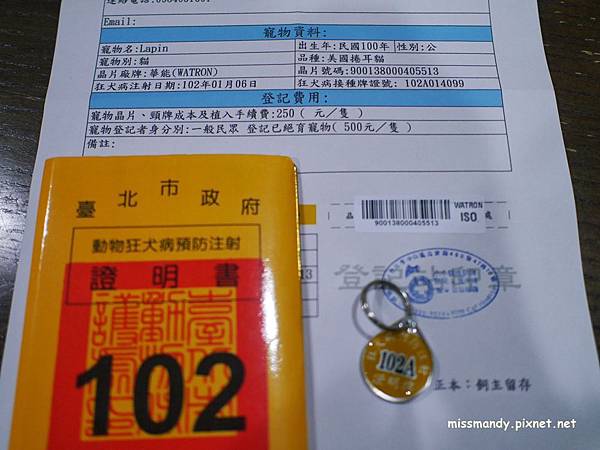 Email:
寵物資料:
寵物名:Lapin 出生年:民國100年 性別:公
寵物別:貓 品種:美國捲耳貓
晶片廠牌:華能(WATRON) 晶片號碼:900138000405513
狂犬病注射日期:102年01月06日 狂犬病接種牌證號: 102A014099
登記費用:
寵物晶片、頸牌成本及植入手續費:250( 元／隻 )
寵物登記者身分別:一般民眾 登記已絕育寵物( 500元／隻 )
備註:
臺北市政府
動物狂犬病預防注射
證明書
102
900138000405513
WATRON
ISO
登記
章
102A
正本：飼主留存
missmandy.pixnet.net